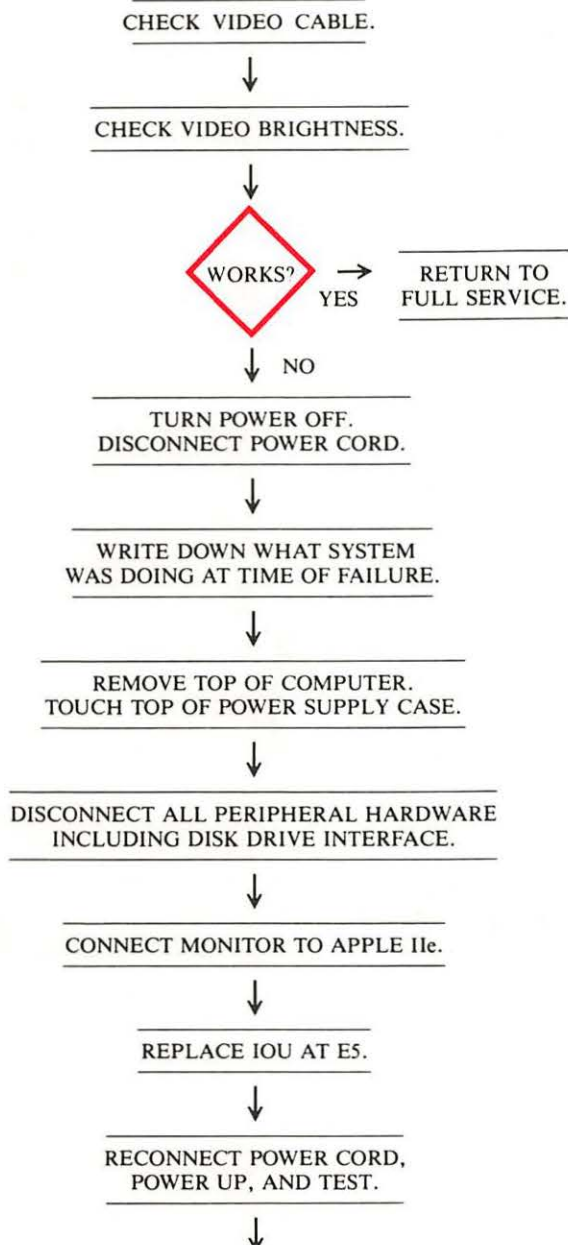 CHECK VIDEO CABLE.
CHECK VIDEO BRIGHTNESS.
WORKS?
YES
RETURN TO
FULL SERVICE.
NO
TURN POWER OFF.
DISCONNECT POWER CORD.
WRITE DOWN WHAT SYSTEM
WAS DOING AT TIME OF FAILURE.
REMOVE TOP OF COMPUTER.
TOUCH TOP OF POWER SUPPLY CASE.
DISCONNECT ALL PERIPHERAL HARDWARE
INCLUDING DISK DRIVE INTERFACE.
CONNECT MONITOR TO APPLE IIe.
REPLACE IOU AT E5.
RECONNECT POWER CORD,
POWER UP, AND TEST.